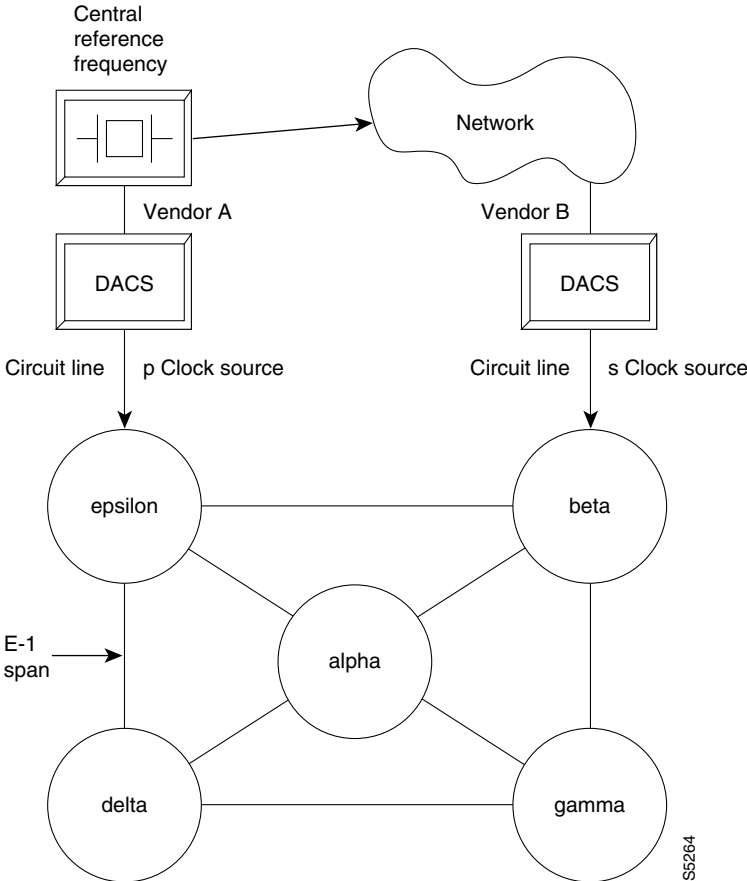 Central
reference
frequency
Network
Vendor A
Vendor B
DACS
DACS
Circuit line
p Clock source
Circuit line
s Clock source
epsilon
beta
E-1
span
alpha
delta
gamma
S5264